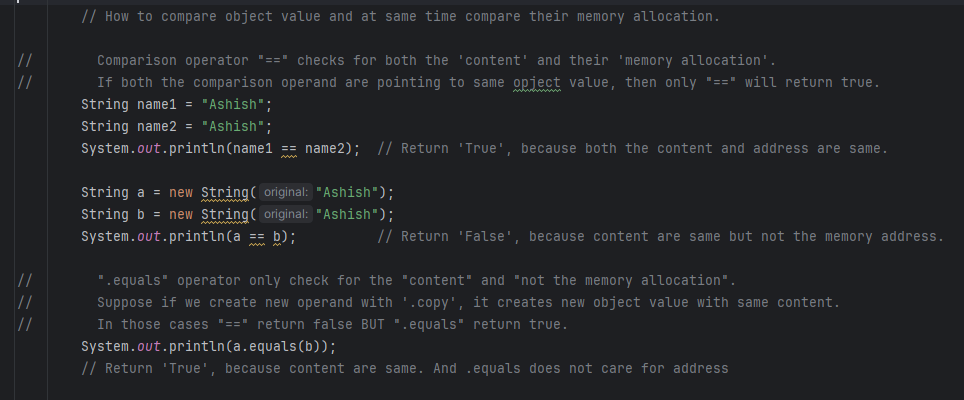 // How to compare object value and at same time compare their memory allocation.
//        Comparison operator "==" checks for both the 'content' and their 'memory allocation'.
//        If both the comparison operand are pointing to same opject value, then only "==" will return true.
String name1 = "Ashish";
String name2 = "Ashish";
System.out.println(name1 == name2);  // Return 'True', because both the content and address are same.
String a = new String( original: "Ashish");
String b = new String( original: "Ashish");
System.out.println(a == b);          // Return 'False', because content are same but not the memory address.
//        ".equals" operator only check for the "content" and "not the memory allocation".
//        Suppose if we create new operand with '.copy', it creates new object value with same content.
//        In those cases "==" return false BUT ".equals" return true.
System.out.println(a.equals(b));
// Return 'True', because content are same. And .equals does not care for address